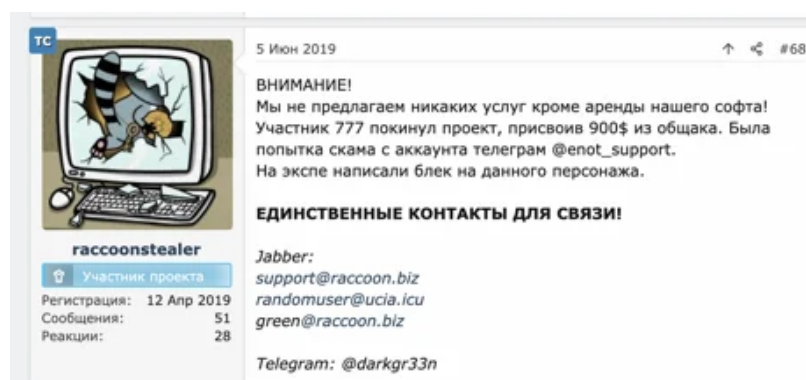 TC
5 Июн 2019
#68
ВНИМАНИЕ!
Мы не предлагаем никаких услуг кроме аренды нашего софта!
Участник 777 покинул проект, присвоив 900$ из общака. Была
попытка скама с аккаунта телеграм @enot_support.
На экспе написали блек на данного персонажа.
ЕДИНСТВЕННЫЕ КОНТАКТЫ ДЛЯ СВЯЗИ!
raccoonstealer
Участник проекта
Регистрация: 12 Апр 2019
Сообщения: 51
Реакции: 28
Jabber:
support@raccoon.biz
randomuser@ucia.icu
green@raccoon.biz
Telegram: @darkgr33n